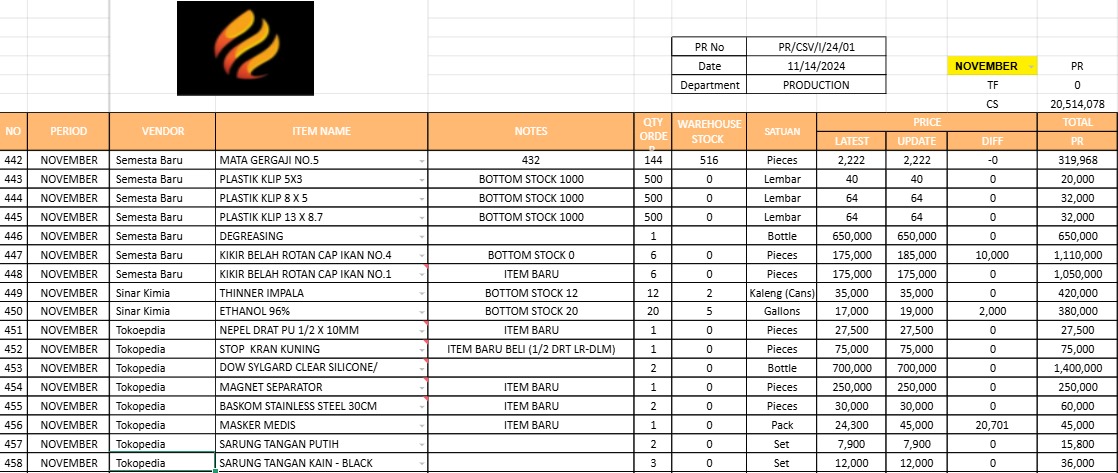 PR No PR/CSV/I/24/01
Date 11/14/2024 NOVEMBER PR
Department PRODUCTION TF 0
CS 20,514,078
NO PERIOD VENDOR ITEM NAME NOTES QTY ORDER WAREHOUSE STOCK SATUAN PRICE TOTAL
LATEST UPDATE DIFF PR
442 NOVEMBER Semesta Baru MATA GERGAJI NO.5 432 144 516 Pieces 2,222 2,222 -0 319,968
443 NOVEMBER Semesta Baru PLASTIK KLIP 5X3 BOTTOM STOCK 1000 500 0 Lembar 40 40 0 20,000
444 NOVEMBER Semesta Baru PLASTIK KLIP 8 X 5 BOTTOM STOCK 1000 500 0 Lembar 64 64 0 32,000
445 NOVEMBER Semesta Baru PLASTIK KLIP 13 X 8.7 BOTTOM STOCK 1000 500 0 Lembar 64 64 0 32,000
446 NOVEMBER Semesta Baru DEGREASING 1 Bottle 650,000 650,000 0 650,000
447 NOVEMBER Semesta Baru KIKIR BELAH ROTAN CAP IKAN NO.4 BOTTOM STOCK 0 6 0 Pieces 175,000 185,000 10,000 1,110,000
448 NOVEMBER Semesta Baru KIKIR BELAH ROTAN CAP IKAN NO.1 ITEM BARU 6 0 Pieces 175,000 175,000 0 1,050,000
449 NOVEMBER Sinar Kimia THINNER IMPALA BOTTOM STOCK 12 12 2 Kaleng (Cans) 35,000 35,000 0 420,000
450 NOVEMBER Sinar Kimia ETHANOL 96% BOTTOM STOCK 20 20 5 Gallons 17,000 19,000 2,000 380,000
451 NOVEMBER Tokoepdia NEPEL DRAT PU 1/2 X 10MM ITEM BARU 1 0 Pieces 27,500 27,500 0 27,500
452 NOVEMBER Tokopedia STOP KRAN KUNING ITEM BARU BELI (1/2 DRT LR-DLM) 1 0 Pieces 75,000 75,000 0 75,000
453 NOVEMBER Tokopedia DOW SYLGARD CLEAR SILICONE/ 2 0 Bottle 700,000 700,000 0 1,400,000
454 NOVEMBER Tokopedia MAGNET SEPARATOR ITEM BARU 1 0 Pieces 250,000 250,000 0 250,000
455 NOVEMBER Tokopedia BASKOM STAINLESS STEEL 30CM ITEM BARU 2 0 Pieces 30,000 30,000 0 60,000
456 NOVEMBER Tokopedia MASKER MEDIS ITEM BARU 1 0 Pack 24,300 45,000 20,701 45,000
457 NOVEMBER Tokopedia SARUNG TANGAN PUTIH 2 0 Set 7,900 7,900 0 15,800
458 NOVEMBER Tokopedia SARUNG TANGAN KAIN - BLACK 3 0 Set 12,000 12,000 0 36,000